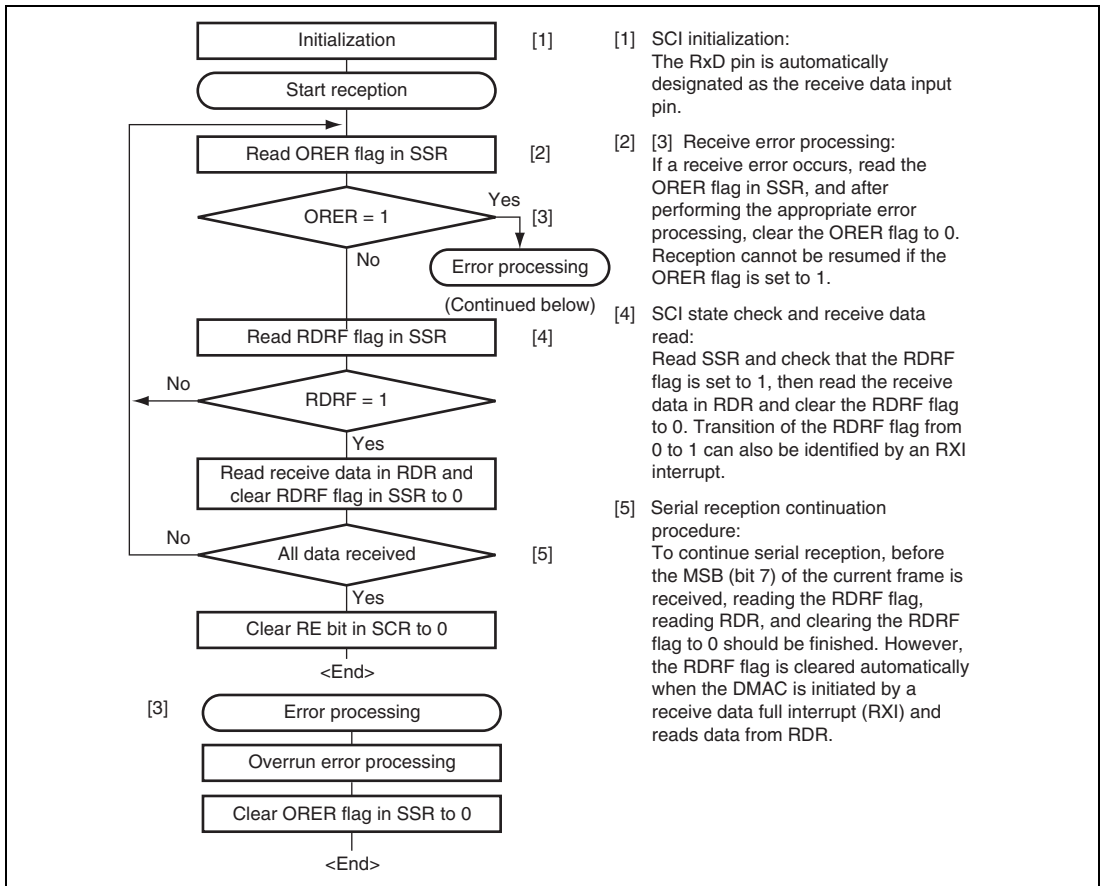 Initialization [1]
Start reception
Read ORER flag in SSR [2]
Yes
ORER = 1 [3]
No
Error processing
(Continued below)
Read RDRF flag in SSR [4]
No
RDRF = 1
Yes
Read receive data in RDR and
clear RDRF flag in SSR to 0
No
All data received [5]
Yes
Clear RE bit in SCR to 0
<End>
[3] Error processing
Overrun error processing
Clear ORER flag in SSR to 0
<End>
[1] SCI initialization:
The RxD pin is automatically
designated as the receive data input
pin.
[2] [3] Receive error processing:
If a receive error occurs, read the
ORER flag in SSR, and after
performing the appropriate error
processing, clear the ORER flag to 0.
Reception cannot be resumed if the
ORER flag is set to 1.
[4] SCI state check and receive data
read:
Read SSR and check that the RDRF
flag is set to 1, then read the receive
data in RDR and clear the RDRF flag
to 0. Transition of the RDRF flag from
0 to 1 can also be identified by an RXI
interrupt.
[5] Serial reception continuation
procedure:
To continue serial reception, before
the MSB (bit 7) of the current frame is
received, reading the RDRF flag,
reading RDR, and clearing the RDRF
flag to 0 should be finished. However,
the RDRF flag is cleared automatically
when the DMAC is initiated by a
receive data full interrupt (RXI) and
reads data from RDR.